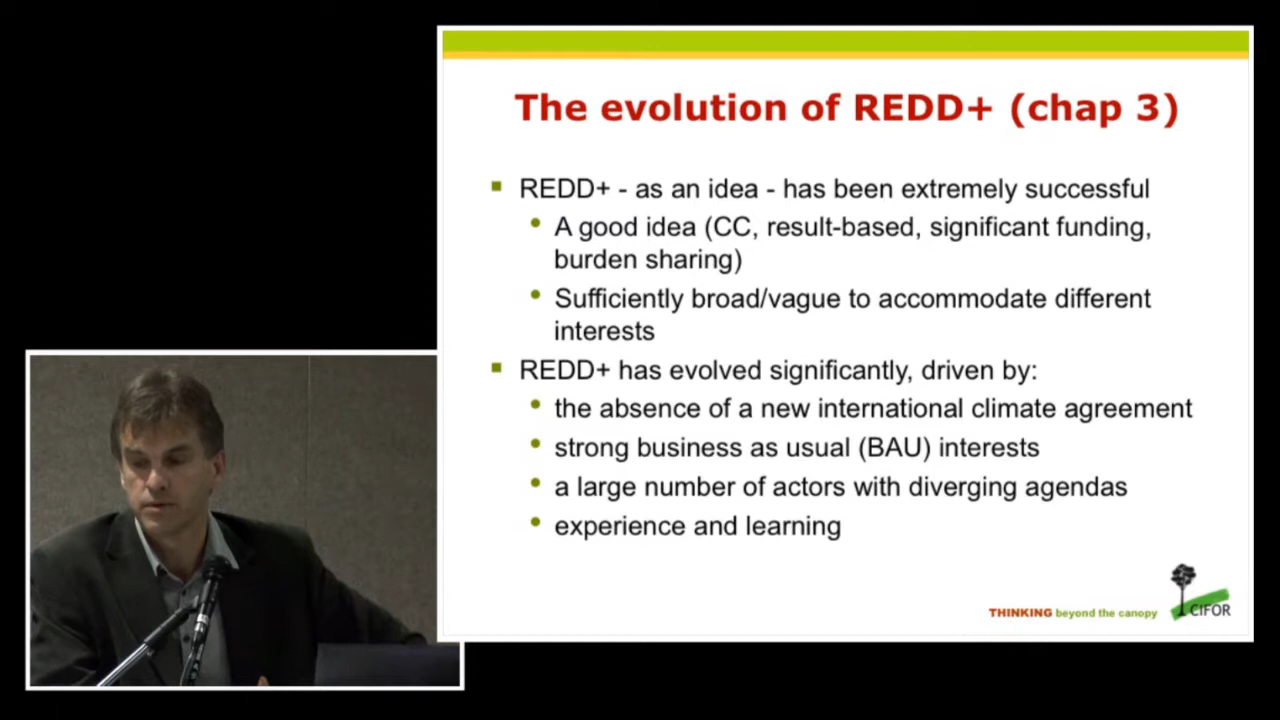 The evolution of REDD+ (chap 3)
REDD+ - as an idea - has been extremely successful
A good idea (CC, result-based, significant funding,
burden sharing)
Sufficiently broad/vague to accommodate different
interests
REDD+ has evolved significantly, driven by:
the absence of a new international climate agreement
strong business as usual (BAU) interests
a large number of actors with diverging agendas
experience and learning
THINKING beyond the canopy
CIFOR